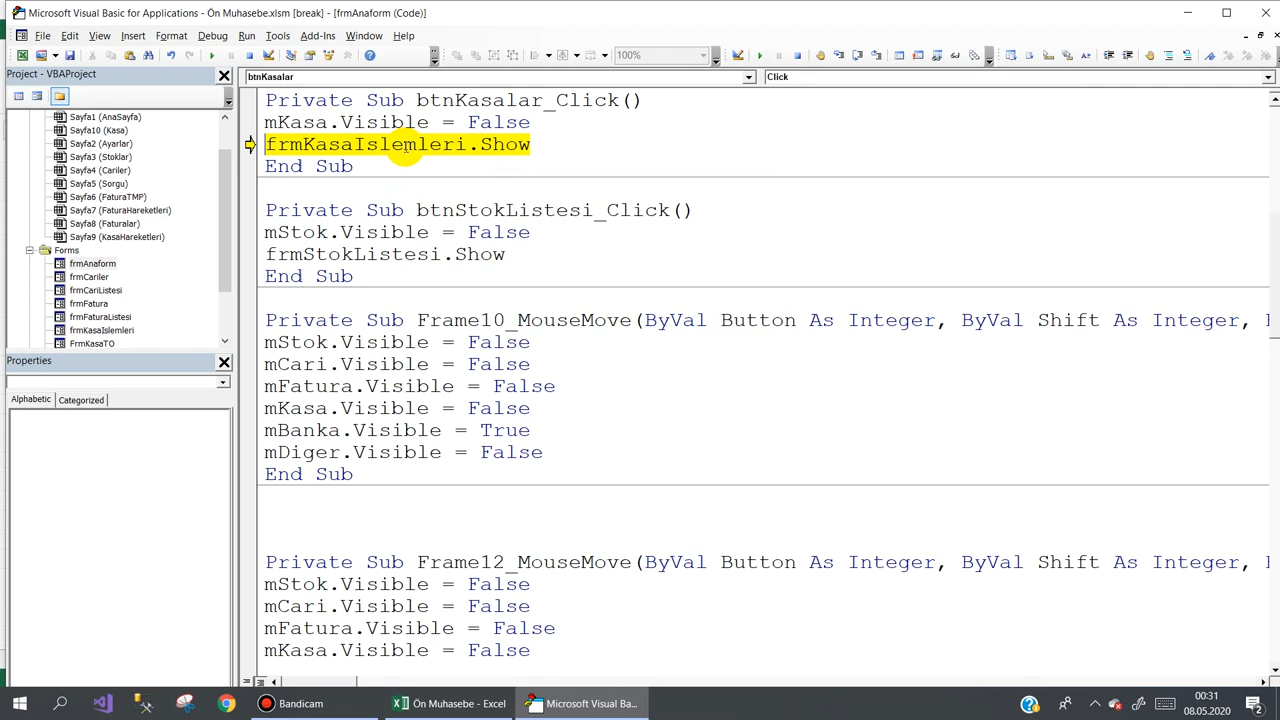 Microsoft Visual Basic for Applications - Ön Muhasebe.xlsm [break] - [frmAnaform (Code)]
File Edit View Insert Format Debug Run Tools Add-Ins Window Help
100%
Project - VBAProject
btnKasalar
Click
Sayfa1 (AnaSayfa)
Sayfa10 (Kasa)
Sayfa2 (Ayarlar)
Sayfa3 (Stoklar)
Sayfa4 (Cariler)
Sayfa5 (Sorgu)
Sayfa6 (FaturaTMP)
Sayfa7 (FaturaHareketleri)
Sayfa8 (Faturalar)
Sayfa9 (KasaHareketleri)
Forms
frmAnaform
frmCariler
frmCariListesi
frmFatura
frmFaturaListesi
frmKasaIslemleri
FrmKasaTO
Properties
Alphabetic Categorized
Private Sub btnKasalar_Click()
mKasa.Visible = False
frmKasaIslemleri.Show
End Sub
Private Sub btnStokListesi_Click()
mStok.Visible = False
frmStokListesi.Show
End Sub
Private Sub Frame10_MouseMove(ByVal Button As Integer, ByVal Shift As Integer,
mStok.Visible = False
mCari.Visible = False
mFatura.Visible = False
mKasa.Visible = False
mBanka.Visible = True
mDiger.Visible = False
End Sub
Private Sub Frame12_MouseMove(ByVal Button As Integer, ByVal Shift As Integer,
mStok.Visible = False
mCari.Visible = False
mFatura.Visible = False
mKasa.Visible = False
Bandicam
Ön Muhasebe - Excel
Microsoft Visual Ba...
00:31
08.05.2020
2